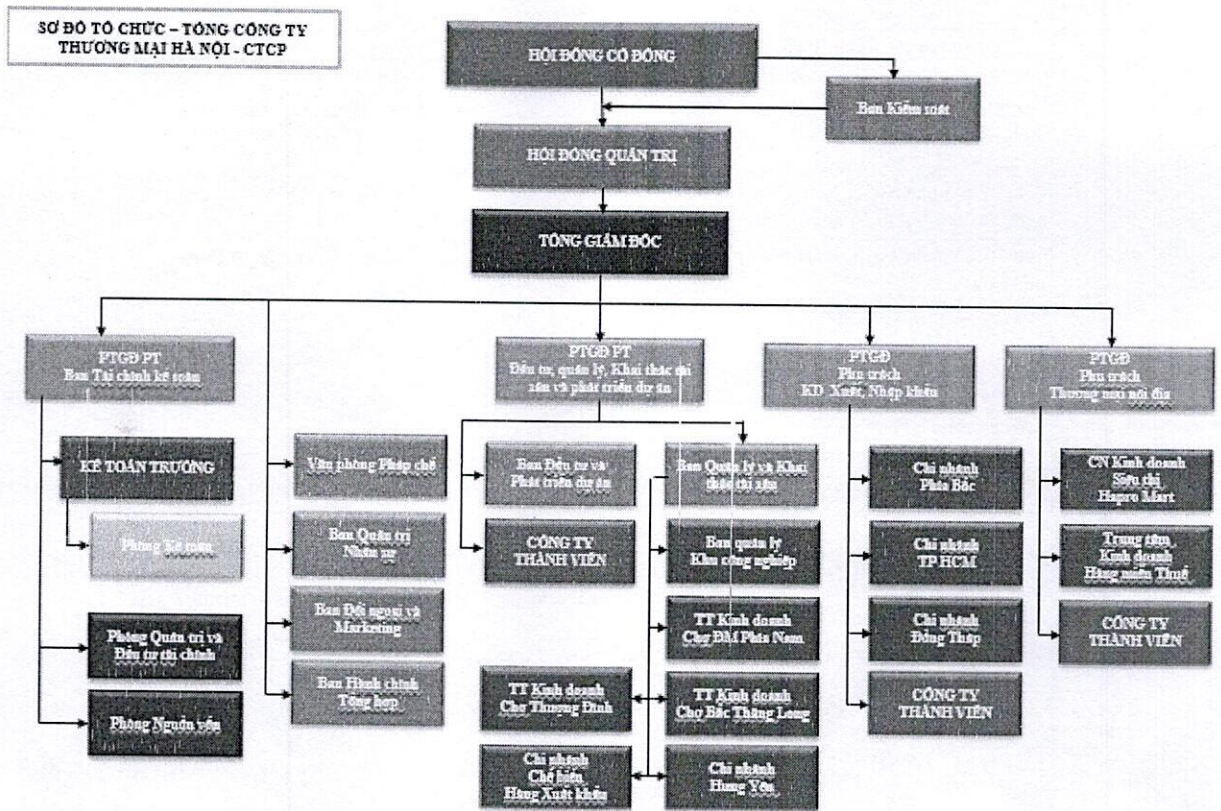 SƠ ĐỒ TỔ CHỨC – TỔNG CÔNG TY
THƯƠNG MẠI HÀ NỘI - CTCP
HỘI ĐỒNG CỔ ĐÔNG
Ban Kiểm soát
HỘI ĐỒNG QUẢN TRỊ
TỔNG GIÁM ĐỐC
PTGĐ PT
Ban Tài chính kế toán
PTGĐ PT
Đầu tư, quản lý, Khai thác tài
sản và phát triển dự án
PTGĐ
Phụ trách
KD Xuất, Nhập khẩu
PTGĐ
Phụ trách
Thương mại nội địa
KẾ TOÁN TRƯỞNG
Phòng Kế toán
Phòng Quản trị và
Đầu tư tài chính
Phòng Nguồn vốn
Văn phòng Pháp chế
Ban Quản trị
Nhân sự
Ban Đối ngoại và
Marketing
Ban Hành chính
Tổng hợp
Ban Đầu tư và
Phát triển dự án
CÔNG TY
THÀNH VIÊN
Ban Quản lý và Khai
thác tài sản
Ban quản lý
Khu công nghiệp
TT Kinh doanh
Chợ ĐM Phía Nam
TT Kinh doanh
Chợ Thượng Đình
TT Kinh doanh
Chợ Bắc Thăng Long
Chi nhánh
Chế biến
Hàng Xuất khẩu
Chi nhánh
Hưng Yên
Chi nhánh
Phía Bắc
Chi nhánh
TP HCM
Chi nhánh
Đồng Tháp
CÔNG TY
THÀNH VIÊN
CN Kinh doanh
Siêu thị
Hapro Mart
Trung tâm
Kinh doanh
Hàng miễn Thuế
CÔNG TY
THÀNH VIÊN